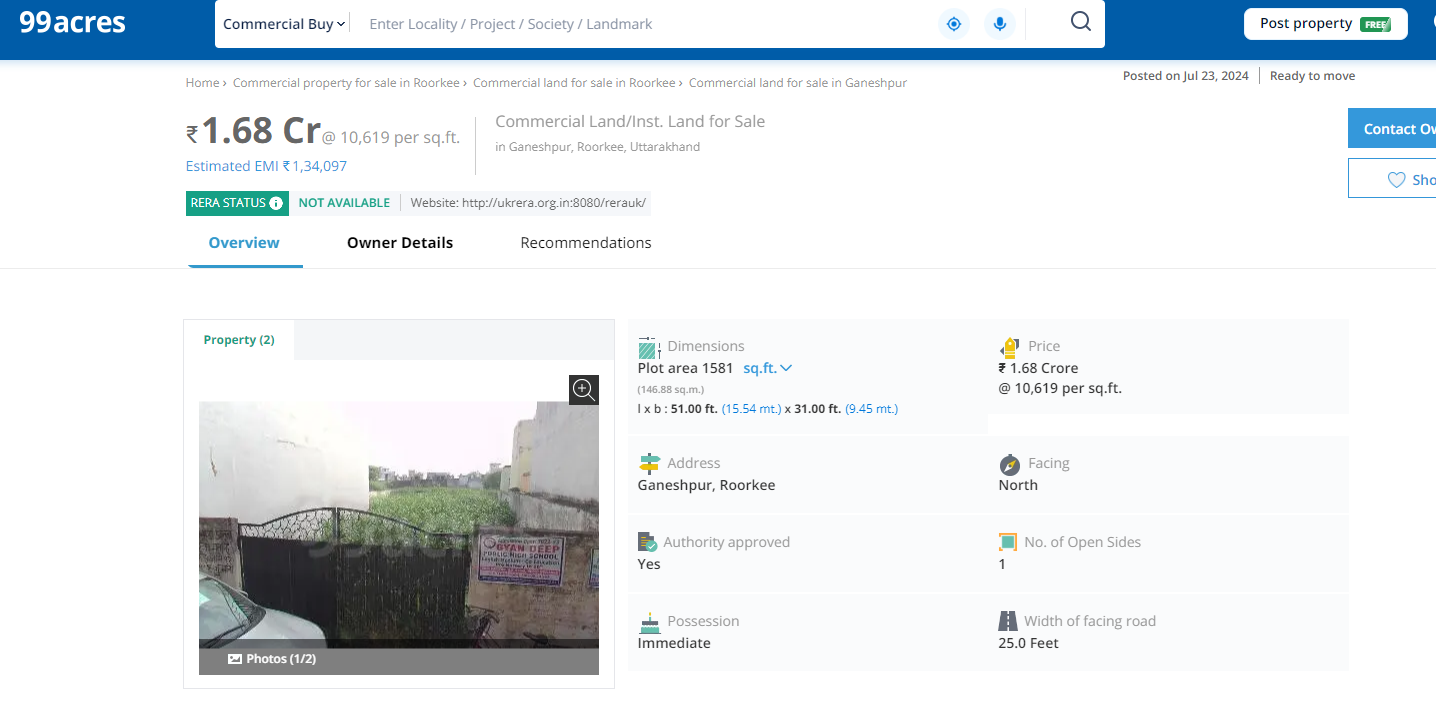 99acres
Commercial Buy
Enter Locality / Project / Society / Landmark
Post property FREE
Home › Commercial property for sale in Roorkee › Commercial land for sale in Roorkee › Commercial land for sale in Ganeshpur
Posted on Jul 23, 2024 | Ready to move
₹1.68 Cr @ 10,619 per sq.ft.
Estimated EMI ₹ 1,34,097
Commercial Land/Inst. Land for Sale
in Ganeshpur, Roorkee, Uttarakhand
Contact Ow
Sho
RERA STATUS i NOT AVAILABLE | Website: http://ukrera.org.in:8080/rerauk/
Overview
Owner Details
Recommendations
Property (2)
GYAN DEEP
PUBLIC HIGH SCHOOL
Photos (1/2)
Dimensions
Plot area 1581 sq.ft.
(146.88 sq.m.)
l x b : 51.00 ft. (15.54 mt.) x 31.00 ft. (9.45 mt.)
Price
₹ 1.68 Crore
@ 10,619 per sq.ft.
Address
Ganeshpur, Roorkee
Facing
North
Authority approved
Yes
No. of Open Sides
1
Possession
Immediate
Width of facing road
25.0 Feet